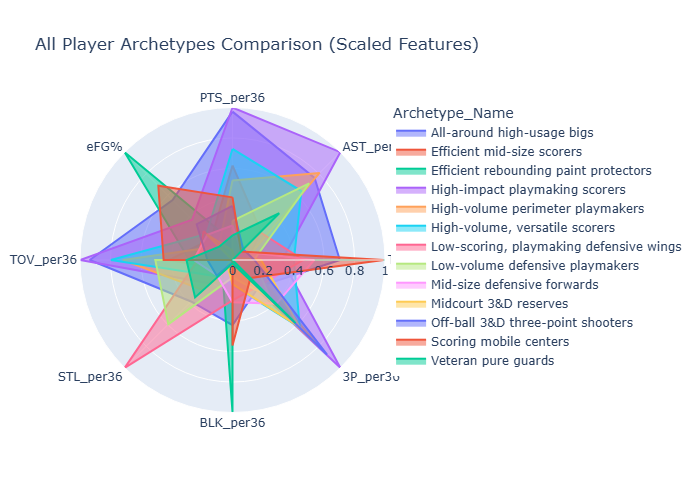 All Player Archetypes Comparison (Scaled Features)
PTS_per36
AST_per
T
3P_per36
BLK_per36
STL_per36
TOV_per36
eFG%
0 0.2 0.4 0.6 0.8 1
Archetype_Name
All-around high-usage bigs
Efficient mid-size scorers
Efficient rebounding paint protectors
High-impact playmaking scorers
High-volume perimeter playmakers
High-volume, versatile scorers
Low-scoring, playmaking defensive wings
Low-volume defensive playmakers
Mid-size defensive forwards
Midcourt 3&D reserves
Off-ball 3&D three-point shooters
Scoring mobile centers
Veteran pure guards